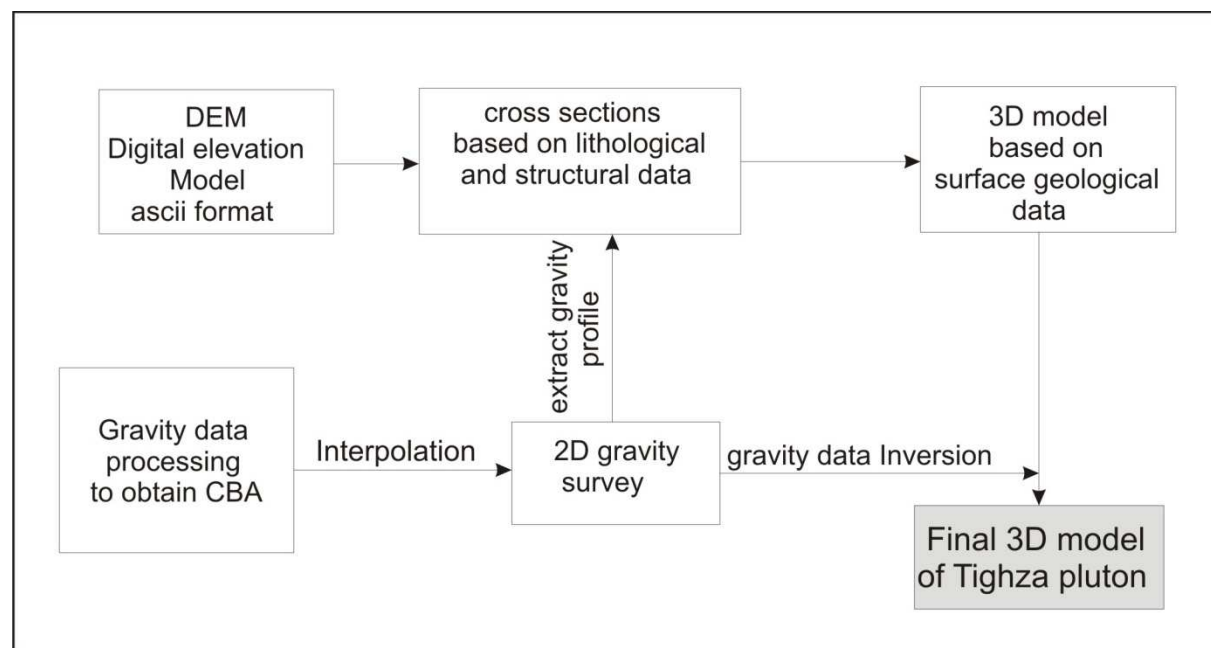 DEM
Digital elevation
Model
ascii format
cross sections
based on lithological
and structural data
3D model
based on
surface geological
data
extract gravity
profile
Gravity data
processing
to obtain CBA
Interpolation
2D gravity
survey
gravity data Inversion
Final 3D model
of Tighza pluton